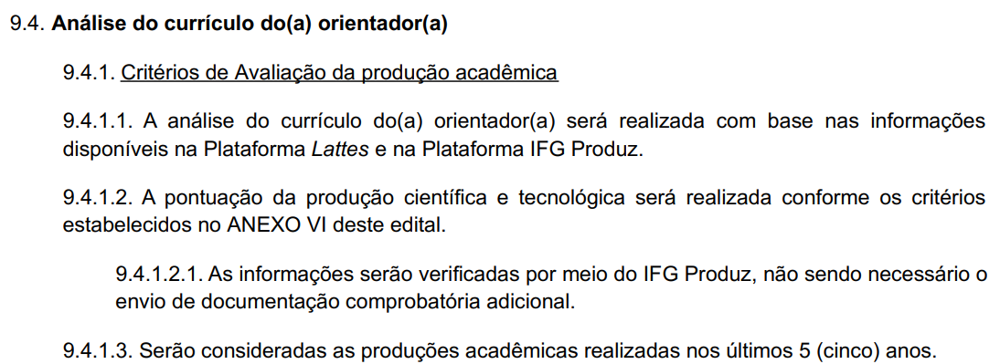 9.4. Análise do currículo do(a) orientador(a)
9.4.1. Critérios de Avaliação da produção acadêmica
9.4.1.1. A análise do currículo do(a) orientador(a) será realizada com base nas informações
disponíveis na Plataforma Lattes e na Plataforma IFG Produz.
9.4.1.2. A pontuação da produção científica e tecnológica será realizada conforme os critérios
estabelecidos no ANEXO VI deste edital.
9.4.1.2.1. As informações serão verificadas por meio do IFG Produz, não sendo necessário o
envio de documentação comprobatória adicional.
9.4.1.3. Serão consideradas as produções acadêmicas realizadas nos últimos 5 (cinco) anos.